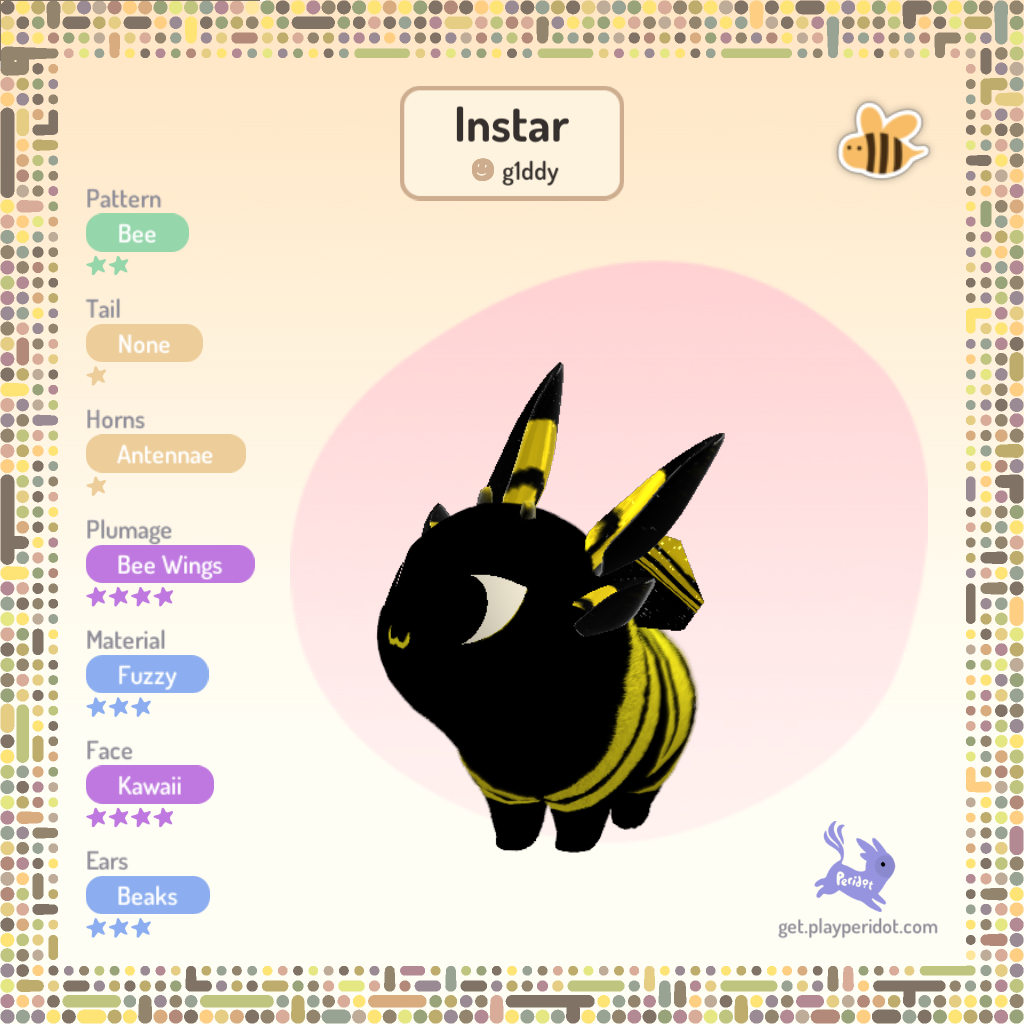 Instar
g1ddy
Pattern
Bee
Tail
None
Horns
Antennae
Plumage
Bee Wings
Material
Fuzzy
Face
Kawaii
Ears
Beaks
Peridot
get.playperidot.com